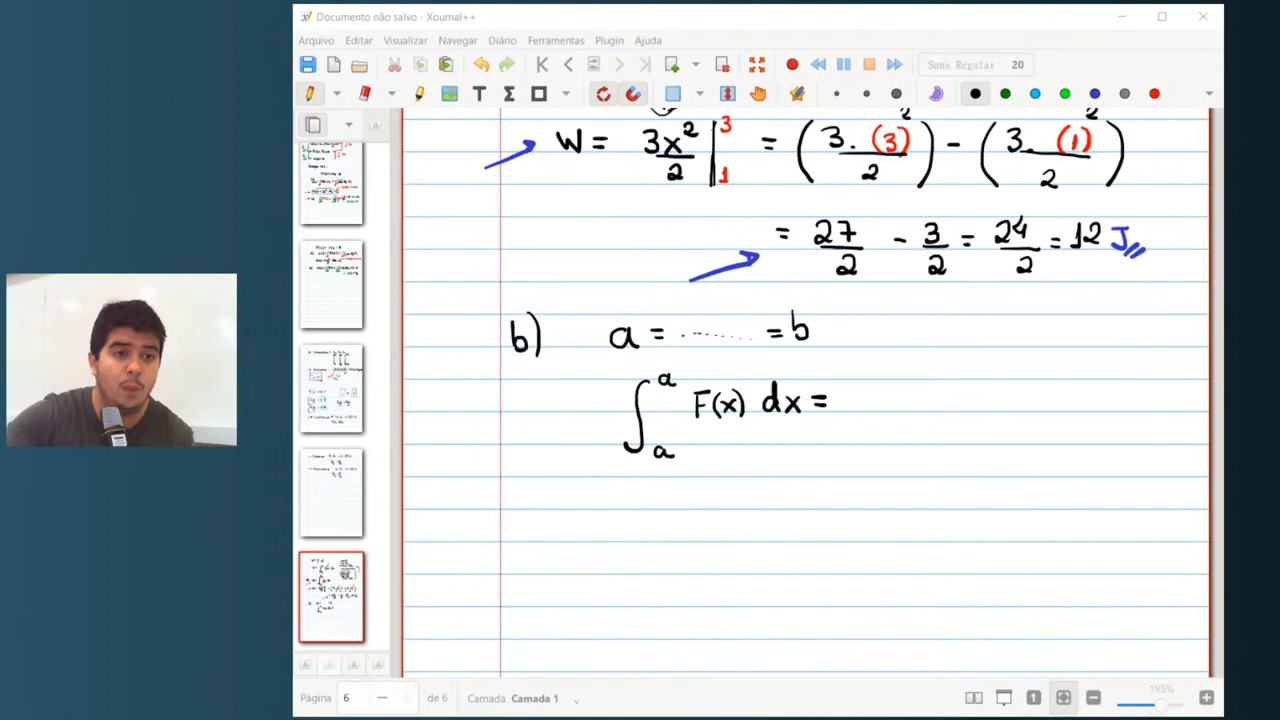 Documento não salvo - Xournal++
Arquivo Editar Visualizar Navegar Diário Ferramentas Plugin Ajuda
Sans Regular 20
W = 3x²/2 |₁³ = (3.(3)²/2) - (3.(1)²/2)
= 27/2 - 3/2 = 24/2 = 12 J
b) a = ........ = b
∫ₐᵃ F(x) dx =
Página 6 de 6 Camada Camada 1 195%